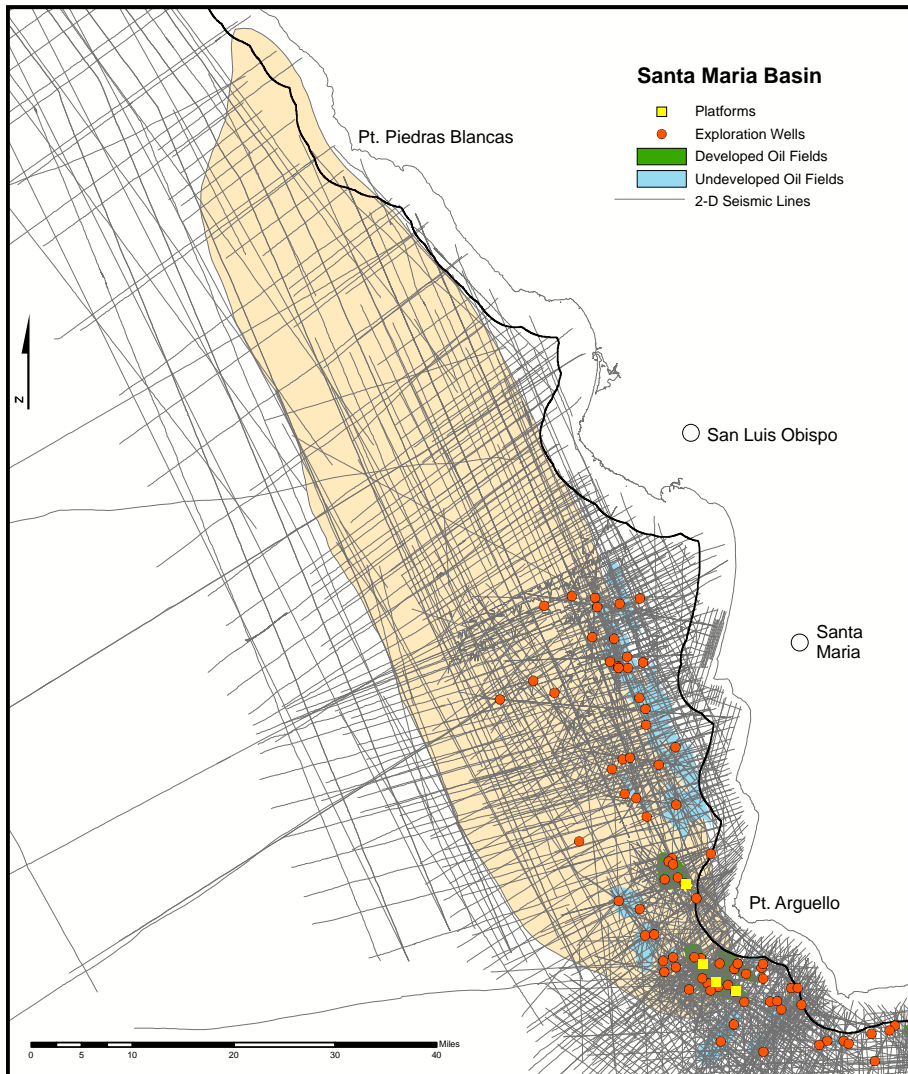 Santa Maria Basin
Platforms
Exploration Wells
Developed Oil Fields
Undeveloped Oil Fields
2-D Seismic Lines
Pt. Piedras Blancas
N
San Luis Obispo
Santa
Maria
Pt. Arguello
Miles
0 5 10 20 30 40